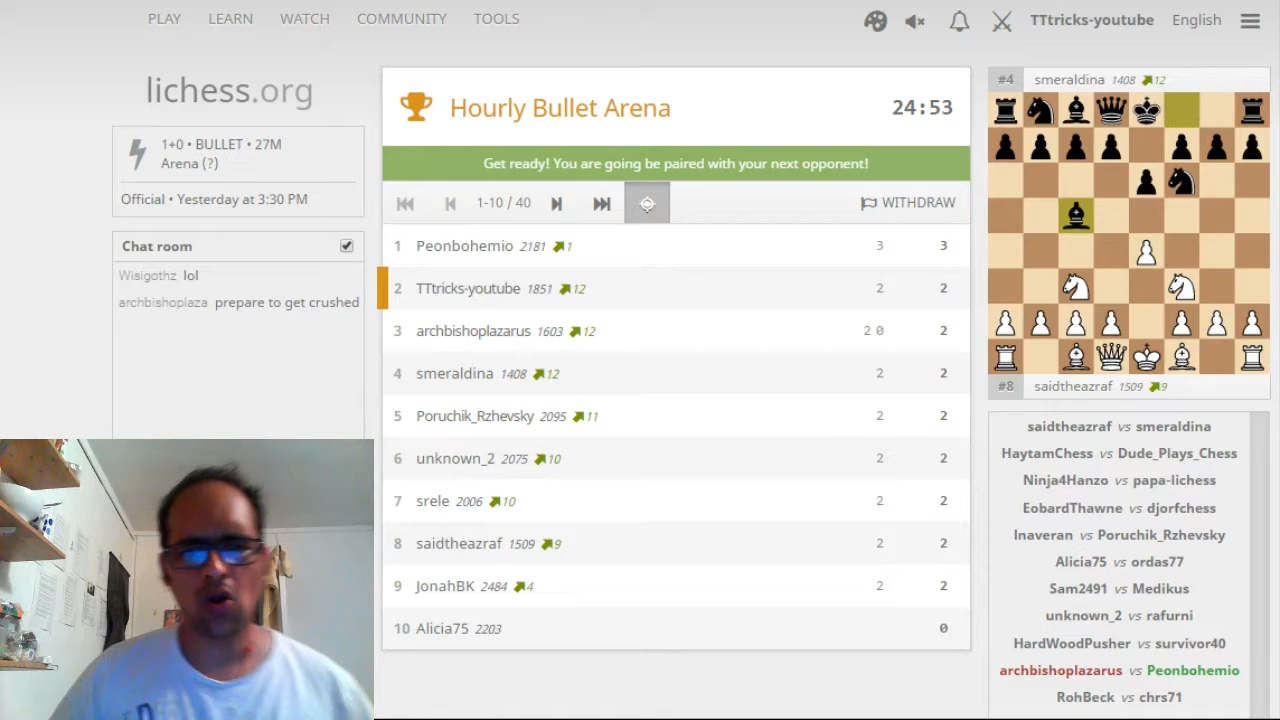 PLAY LEARN WATCH COMMUNITY TOOLS
TTtricks-youtube English
lichess.org
1+0 • BULLET • 27M
Arena (?)
Official • Yesterday at 3:30 PM
Chat room
Wisigothz lol
archbishoplaza prepare to get crushed
Hourly Bullet Arena 24:53
Get ready! You are going be paired with your next opponent!
1-10 / 40 WITHDRAW
1 Peonbohemio 2181 1 3 3
2 TTtricks-youtube 1851 12 2 2
3 archbishoplazarus 1603 12 2 0 2
4 smeraldina 1408 12 2 2
5 Poruchik_Rzhevsky 2095 11 2 2
6 unknown_2 2075 10 2 2
7 srele 2006 10 2 2
8 saidtheazraf 1509 9 2 2
9 JonahBK 2484 4 2 2
10 Alicia75 2203 0
#4 smeraldina 1408 12
#8 saidtheazraf 1509 9
saidtheazraf vs smeraldina
HaytamChess vs Dude_Plays_Chess
Ninja4Hanzo vs papa-lichess
EobardThawne vs djorfchess
Inaveran vs Poruchik_Rzhevsky
Alicia75 vs ordas77
Sam2491 vs Medikus
unknown_2 vs rafurni
HardWoodPusher vs survivor40
archbishoplazarus vs Peonbohemio
RohBeck vs chrs71